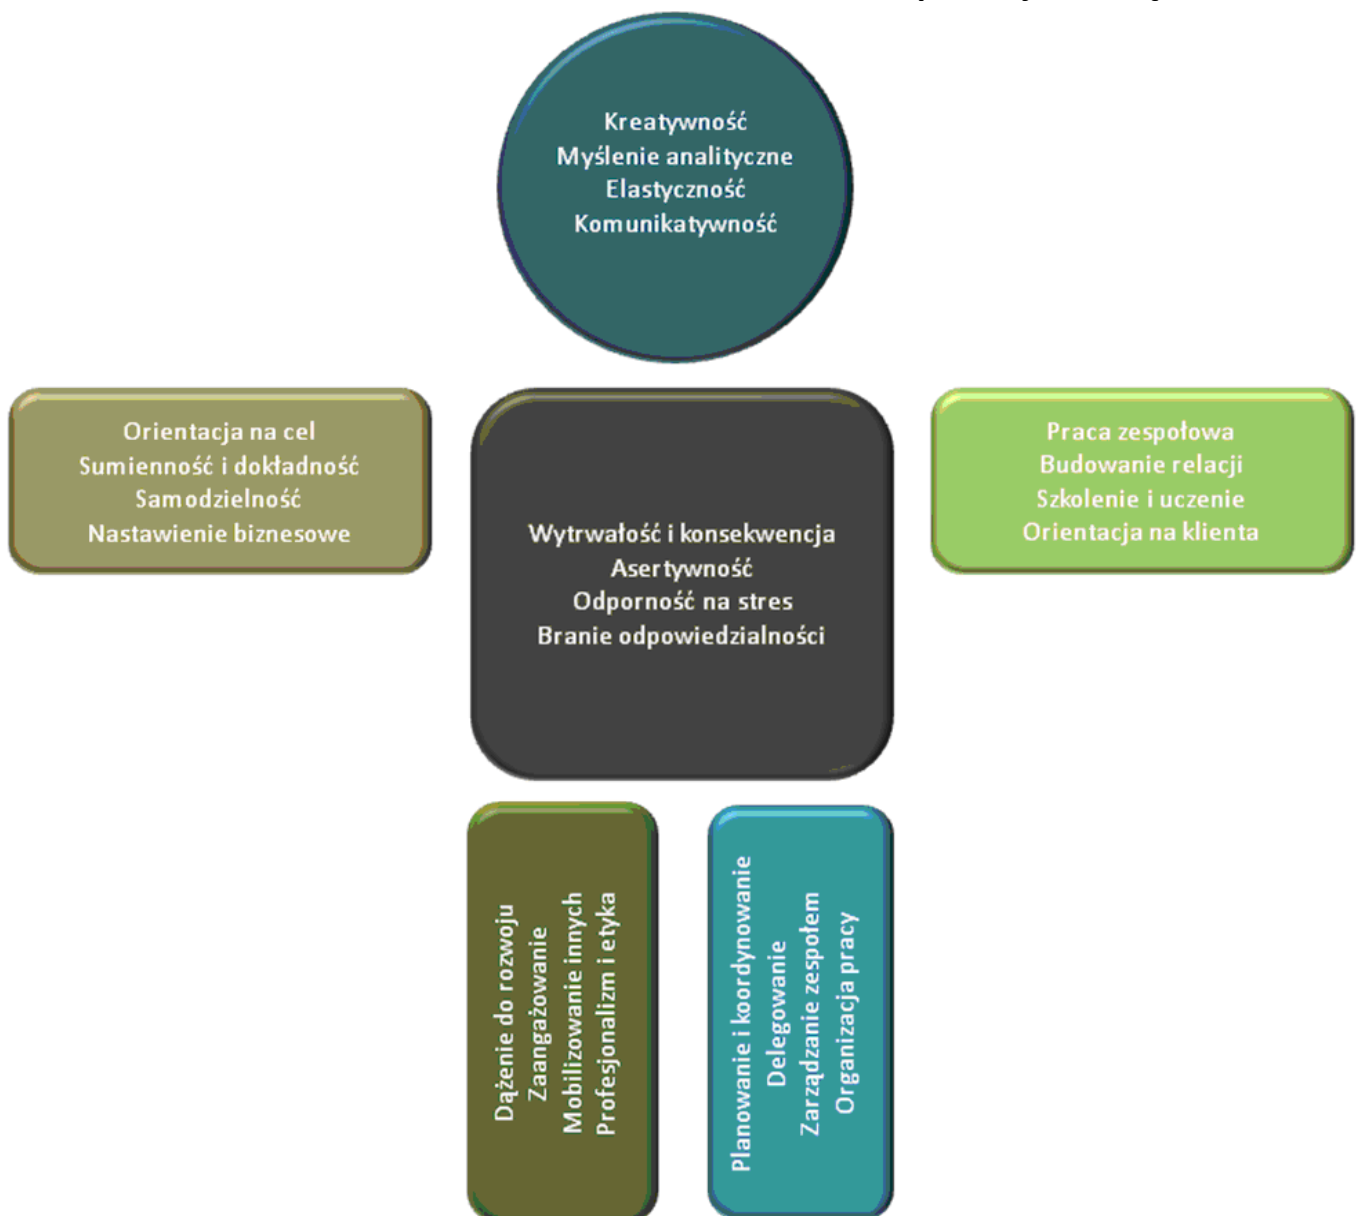 Kreatywność
Myślenie analityczne
Elastyczność
Komunikatywność
Orientacja na cel
Sumienność i dokładność
Samodzielność
Nastawienie biznesowe
Wytrwałość i konsekwencja
Asertywność
Odporność na stres
Branie odpowiedzialności
Praca zespołowa
Budowanie relacji
Szkolenie i uczenie
Orientacja na klienta
Dążenie do rozwoju
Zaangażowanie
Mobilizowanie innych
Profesjonalizm i etyka
Planowanie i koordynowanie
Delegowanie
Zarządzanie zespołem
Organizacja pracy